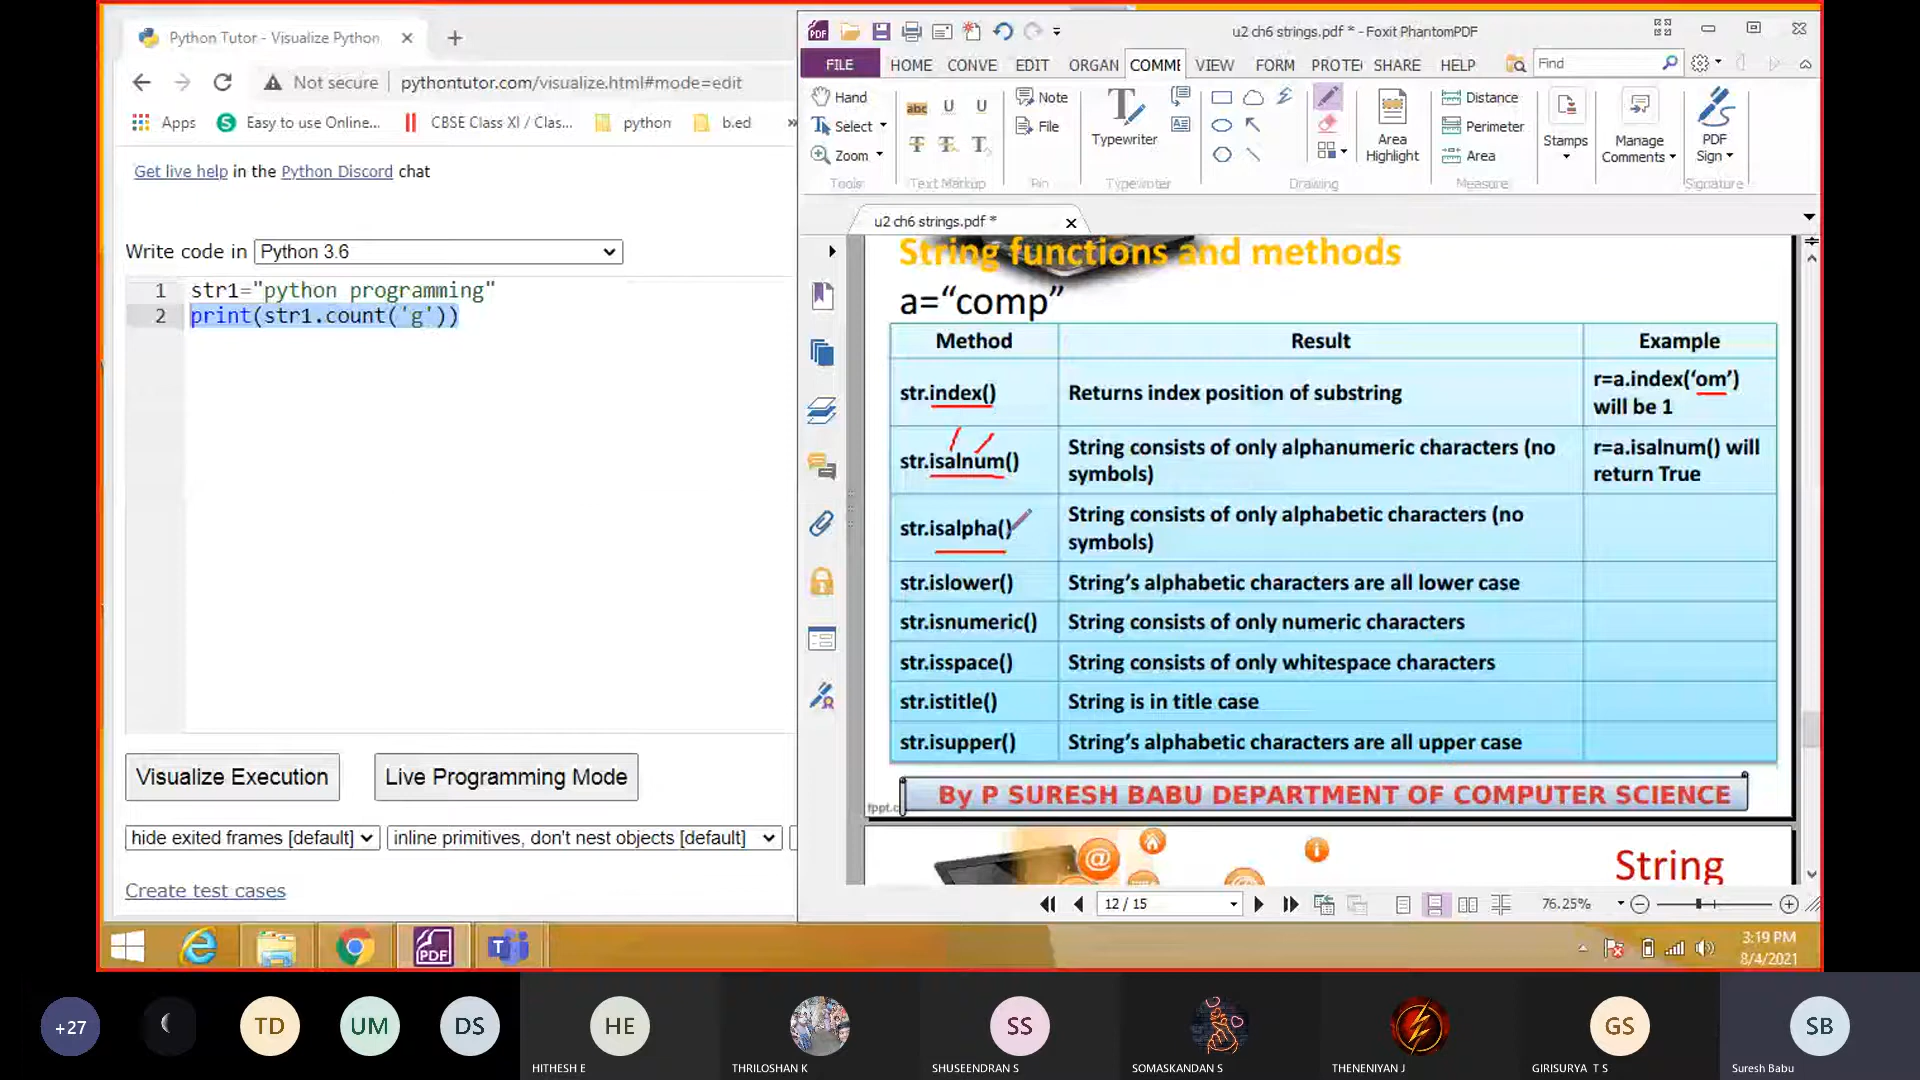 Python Tutor - Visualize Python
Not secure
pythontutor.com/visualize.html#mode=edit
Apps
Easy to use Online...
CBSE Class XI / Clas...
python
b.ed
»
Get live help in the Python Discord chat
Write code in Python 3.6
1 str1="python programming"
2 print(str1.count('g'))
Visualize Execution
Live Programming Mode
hide exited frames [default]
inline primitives, don't nest objects [default]
Create test cases
u2 ch6 strings.pdf * - Foxit PhantomPDF
FILE HOME CONVE EDIT ORGAN COMME VIEW FORM PROTE SHARE HELP
Find
Hand
Select
Zoom
Tools
Text Markup
Note
File
Pin
Typewriter
Typewriter
Drawing
Area
Highlight
Distance
Perimeter
Area
Measure
Stamps
Manage
Comments
PDF
Sign
Signature
u2 ch6 strings.pdf *
String functions and methods
a=“comp”
Method Result Example
str.index() Returns index position of substring r=a.index(‘om’)
will be 1
str.isalnum() String consists of only alphanumeric characters (no
symbols)
r=a.isalnum() will
return True
str.isalpha() String consists of only alphabetic characters (no
symbols)
str.islower() String’s alphabetic characters are all lower case
str.isnumeric() String consists of only numeric characters
str.isspace() String consists of only whitespace characters
str.istitle() String is in title case
str.isupper() String’s alphabetic characters are all upper case
By P SURESH BABU DEPARTMENT OF COMPUTER SCIENCE
String
12 / 15
76.25%
3:19 PM
8/4/2021
+27
TD
UM
DS
HE
SS
GS
SB
HITHESH E
THRILOSHAN K
SHUSEENDRAN S
SOMASKANDAN S
THENENIYAN J
GIRISURYA T S
Suresh Babu